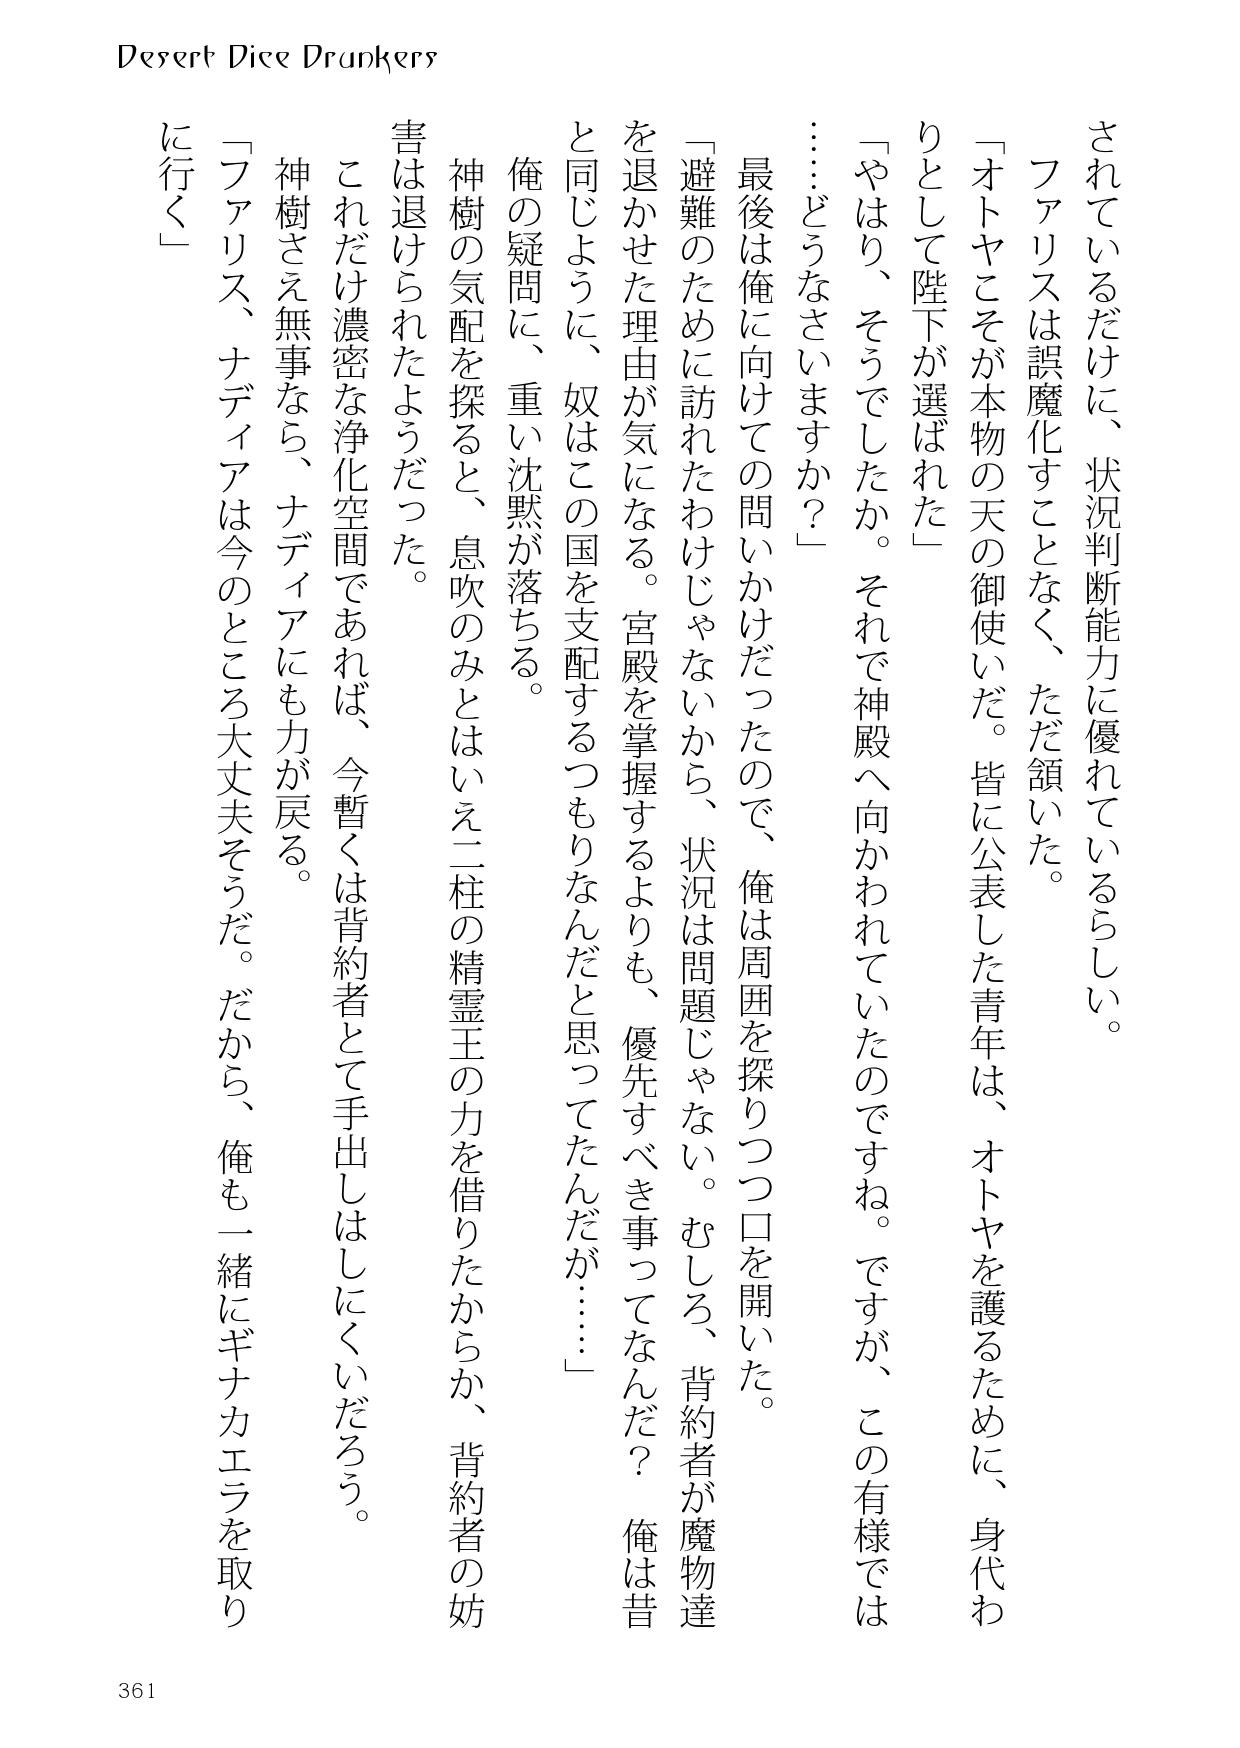 Desert Dice Drunkers
されているだけに、状況判断能力に優れているらしい。
　ファリスは誤魔化すことなく、ただ頷いた。
「オトヤこそが本物の天の御使いだ。皆に公表した青年は、オトヤを護るために、身代わ
りとして陛下が選ばれた」
「やはり、そうでしたか。それで神殿へ向かわれていたのですね。ですが、この有様では
……どうなさいますか？」
　最後は俺に向けての問いかけだったので、俺は周囲を探りつつ口を開いた。
「避難のために訪れたわけじゃないから、状況は問題じゃない。むしろ、背約者が魔物達
を退かせた理由が気になる。宮殿を掌握するよりも、優先すべき事ってなんだ？　俺は昔
と同じように、奴はこの国を支配するつもりなんだと思ってたんだが……」
　俺の疑問に、重い沈黙が落ちる。
　神樹の気配を探ると、息吹のみとはいえ二柱の精霊王の力を借りたからか、背約者の妨
害は退けられたようだった。
　これだけ濃密な浄化空間であれば、今暫くは背約者とて手出しはしにくいだろう。
　神樹さえ無事なら、ナディアにも力が戻る。
「ファリス、ナディアは今のところ大丈夫そうだ。だから、俺も一緒にギナカエラを取り
に行く」
361